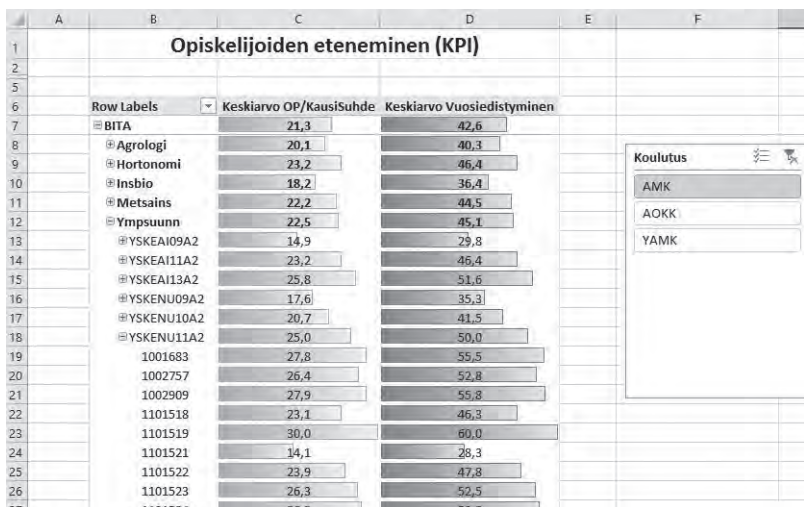 A B C D E F
1 Opiskelijoiden eteneminen (KPI)
2
5
6 Row Labels Keskiarvo OP/KausiSuhde Keskiarvo Vuosiedistyminen
7 BITA 21,3 42,6
8 Agrologi 20,1 40,3
9 Hortonomi 23,2 46,4
10 Insbio 18,2 36,4
11 Metsains 22,2 44,5
12 Ympsuunn 22,5 45,1
13 YSKEAI09A2 14,9 29,8
14 YSKEAI11A2 23,2 46,4
15 YSKEAI13A2 25,8 51,6
16 YSKENU09A2 17,6 35,3
17 YSKENU10A2 20,7 41,5
18 YSKENU11A2 25,0 50,0
19 1001683 27,8 55,5
20 1002757 26,4 52,8
21 1002909 27,9 55,8
22 1101518 23,1 46,3
23 1101519 30,0 60,0
24 1101521 14,1 28,3
25 1101522 23,9 47,8
26 1101523 26,3 52,5
Koulutus
AMK
AOKK
YAMK